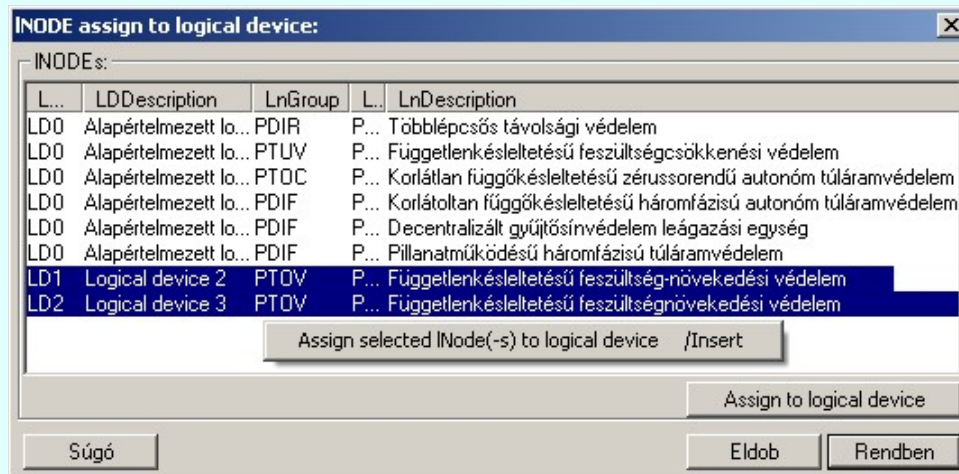 lNODE assign to logical device:
lNODEs:
L... LDDescription LnGroup L.. LnDescription
LD0 Alapértelmezett lo... PDIR P... Többlépcsős távolsági védelem
LD0 Alapértelmezett lo... PTUV P... Függetlenkésleltetésű feszültségcsökkenési védelem
LD0 Alapértelmezett lo... PTOC P... Korlátlan függőkésleltetésű zérussorendű autonóm túláramvédelem
LD0 Alapértelmezett lo... PDIF P... Korlátoltan függőkésleltetésű háromfázisú autonóm túláramvédelem
LD0 Alapértelmezett lo... PDIF P... Decentralizált gyűjtősínvédelem leágazási egység
LD0 Alapértelmezett lo... PDIF P... Pillanatműködésű háromfázisú túláramvédelem
LD1 Logical device 2 PTOV P... Függetlenkésleltetésű feszültség-növekedési védelem
LD2 Logical device 3 PTOV P... Függetlenkésleltetésű feszültségnövekedési védelem
Assign selected lNode(-s) to logical device /Insert
Assign to logical device
Súgó Eldob Rendben